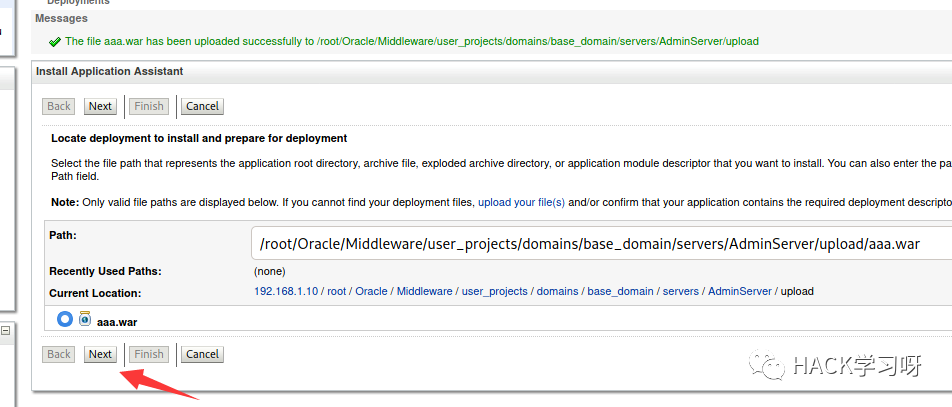 Deployments
Messages
The file aaa.war has been uploaded successfully to /root/Oracle/Middleware/user_projects/domains/base_domain/servers/AdminServer/upload
Install Application Assistant
Back Next Finish Cancel
Locate deployment to install and prepare for deployment
Select the file path that represents the application root directory, archive file, exploded archive directory, or application module descriptor that you want to install. You can also enter the pa
Path field.
Note: Only valid file paths are displayed below. If you cannot find your deployment files, upload your file(s) and/or confirm that your application contains the required deployment descripto
Path: /root/Oracle/Middleware/user_projects/domains/base_domain/servers/AdminServer/upload/aaa.war
Recently Used Paths: (none)
Current Location: 192.168.1.10 / root / Oracle / Middleware / user_projects / domains / base_domain / servers / AdminServer / upload
aaa.war
Back Next Finish Cancel
HACK学习呀